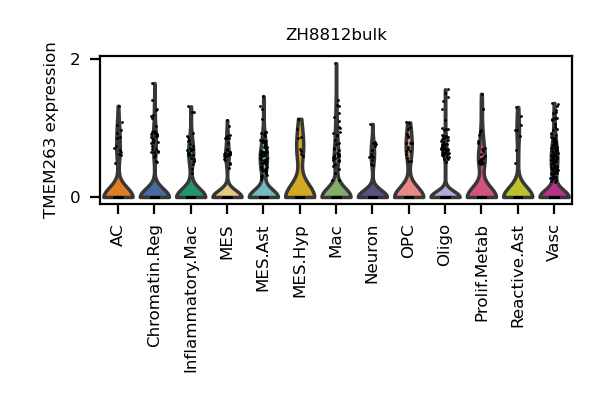 ZH8812bulk
TMEM263 expression
2
0
AC
Chromatin.Reg
Inflammatory.Mac
MES
MES.Ast
MES.Hyp
Mac
Neuron
OPC
Oligo
Prolif.Metab
Reactive.Ast
Vasc